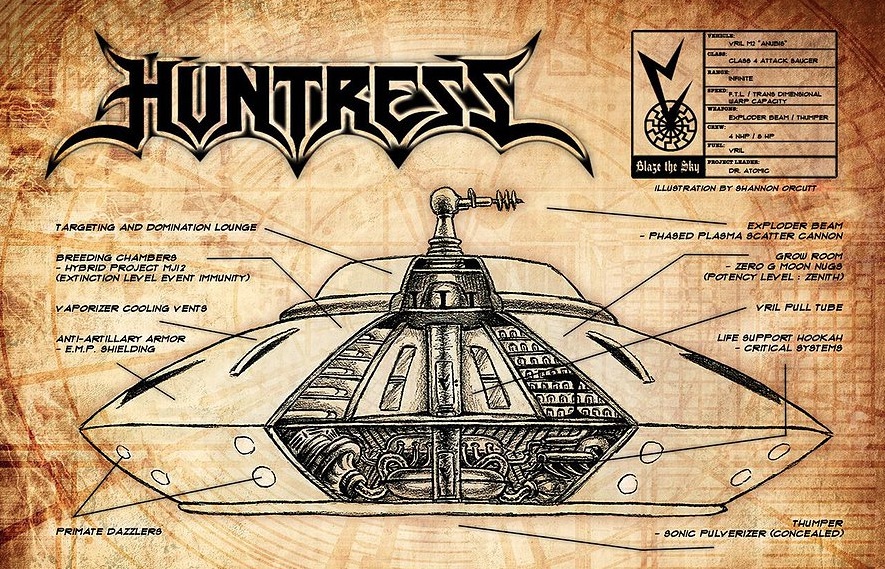 HUNTRESS
VEHICLE:
VRIL M2 "ANUBIS"
CLASS:
CLASS 4 ATTACK SAUCER
RANGE:
INFINITE
SPEED:
F.T.L. / TRANS DIMENSIONAL
WARP CAPACITY
WEAPONS:
EXPLODER BEAM / THUMPER
CREW:
4 NHP / 8 HP
FUEL:
VRIL
PROJECT LEADER:
DR. ATOMIC
Blaze the Sky
ILLUSTRATION BY SHANNON ORCUTT
TARGETING AND DOMINATION LOUNGE
BREEDING CHAMBERS
- HYBRID PROJECT MJ12
(EXTINCTION LEVEL EVENT IMMUNITY)
VAPORIZER COOLING VENTS
ANTI-ARTILLARY ARMOR
- E.M.P. SHIELDING
PRIMATE DAZZLERS
EXPLODER BEAM
- PHASED PLASMA SCATTER CANNON
GROW ROOM
- ZERO G MOON NUGS
(POTENCY LEVEL : ZENITH)
VRIL PULL TUBE
LIFE SUPPORT HOOKAH
- CRITICAL SYSTEMS
THUMPER
- SONIC PULVERIZER (CONCEALED)